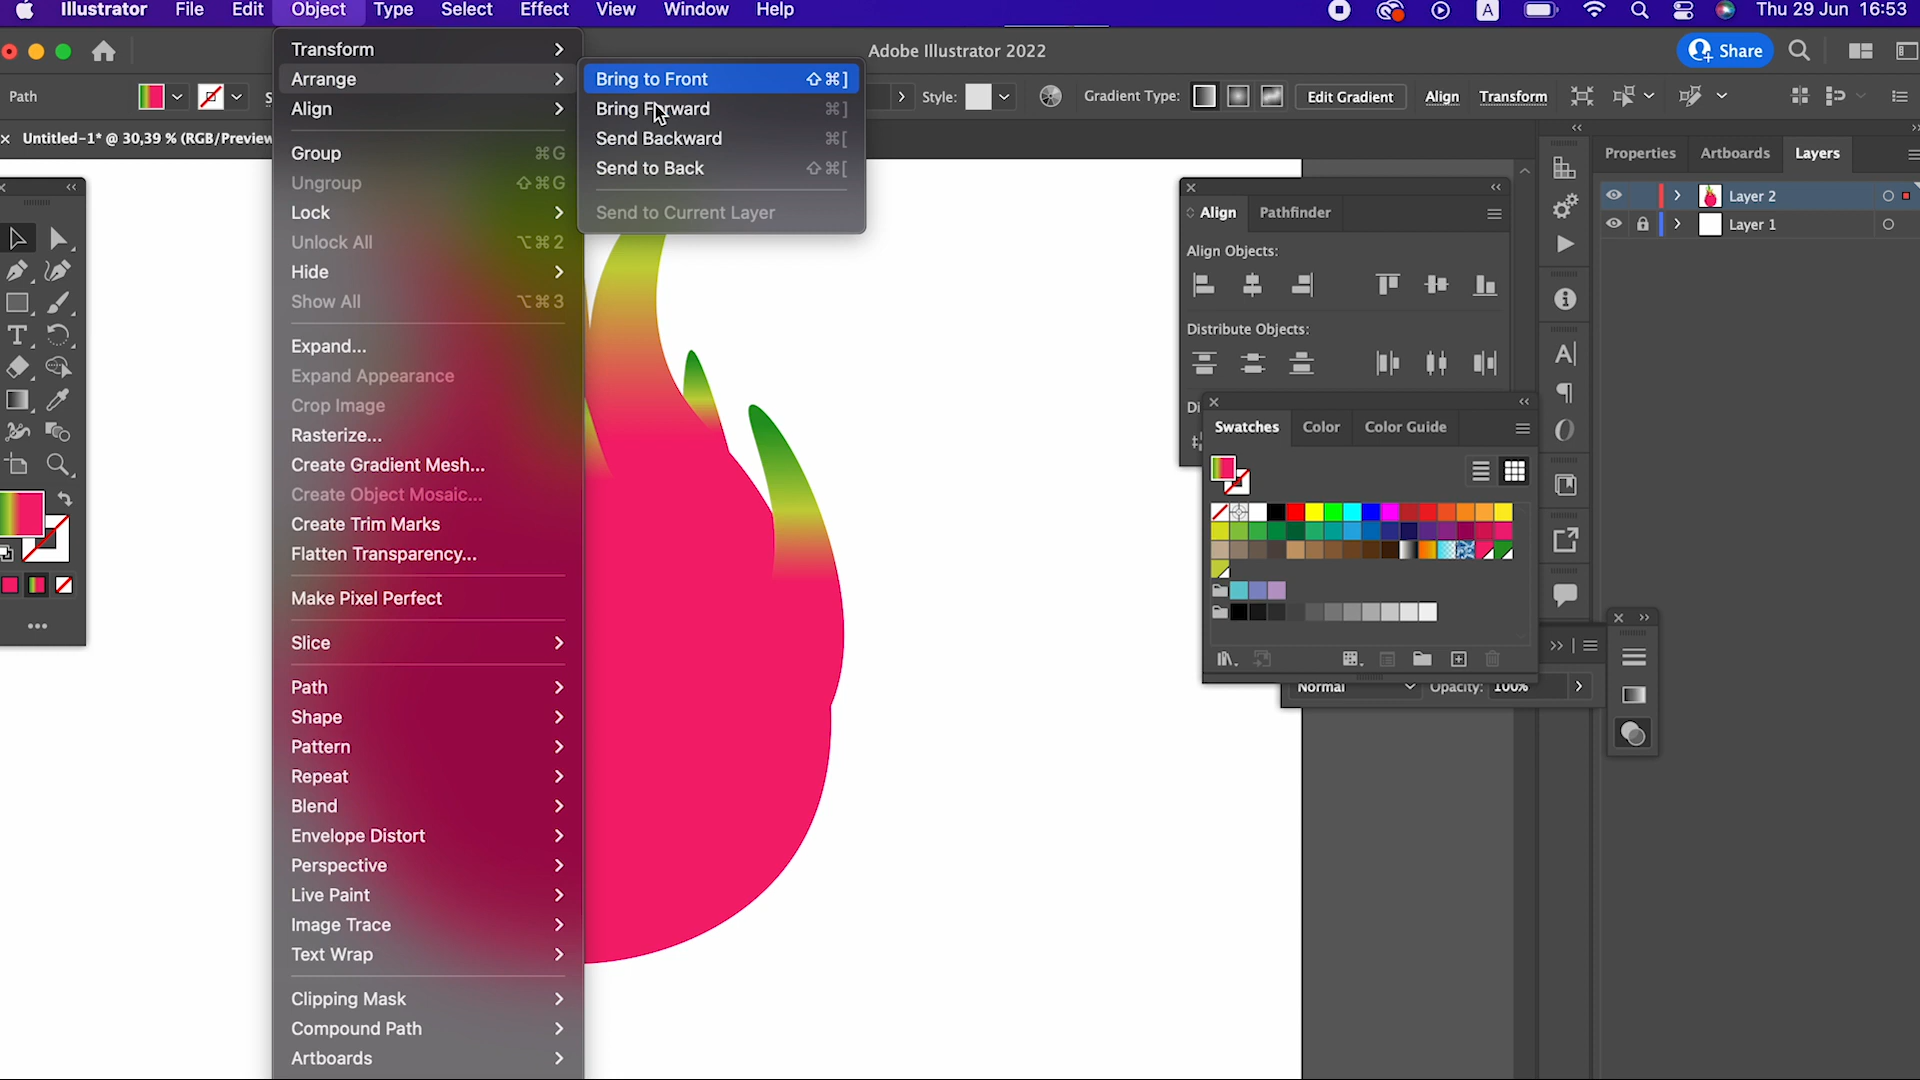 Illustrator File Edit Object Type Select Effect View Window Help A Thu 29 Jun 16:53
Adobe Illustrator 2022 Share
Path Style: Gradient Type: Edit Gradient Align Transform
× Untitled-1* @ 30,39 % (RGB/Preview
Transform
Arrange
Align
Group ⌘G
Ungroup ⇧⌘G
Lock
Unlock All ⌥⌘2
Hide
Show All ⌥⌘3
Expand...
Expand Appearance
Crop Image
Rasterize...
Create Gradient Mesh...
Create Object Mosaic...
Create Trim Marks
Flatten Transparency...
Make Pixel Perfect
Slice
Path
Shape
Pattern
Repeat
Blend
Envelope Distort
Perspective
Live Paint
Image Trace
Text Wrap
Clipping Mask
Compound Path
Artboards
Bring to Front ⇧⌘]
Bring Forward ⌘]
Send Backward ⌘[
Send to Back ⇧⌘[
Send to Current Layer
Align Pathfinder
Align Objects:
Distribute Objects:
Di
Swatches Color Color Guide
Normal Opacity: 100%
Properties Artboards Layers
Layer 2
Layer 1